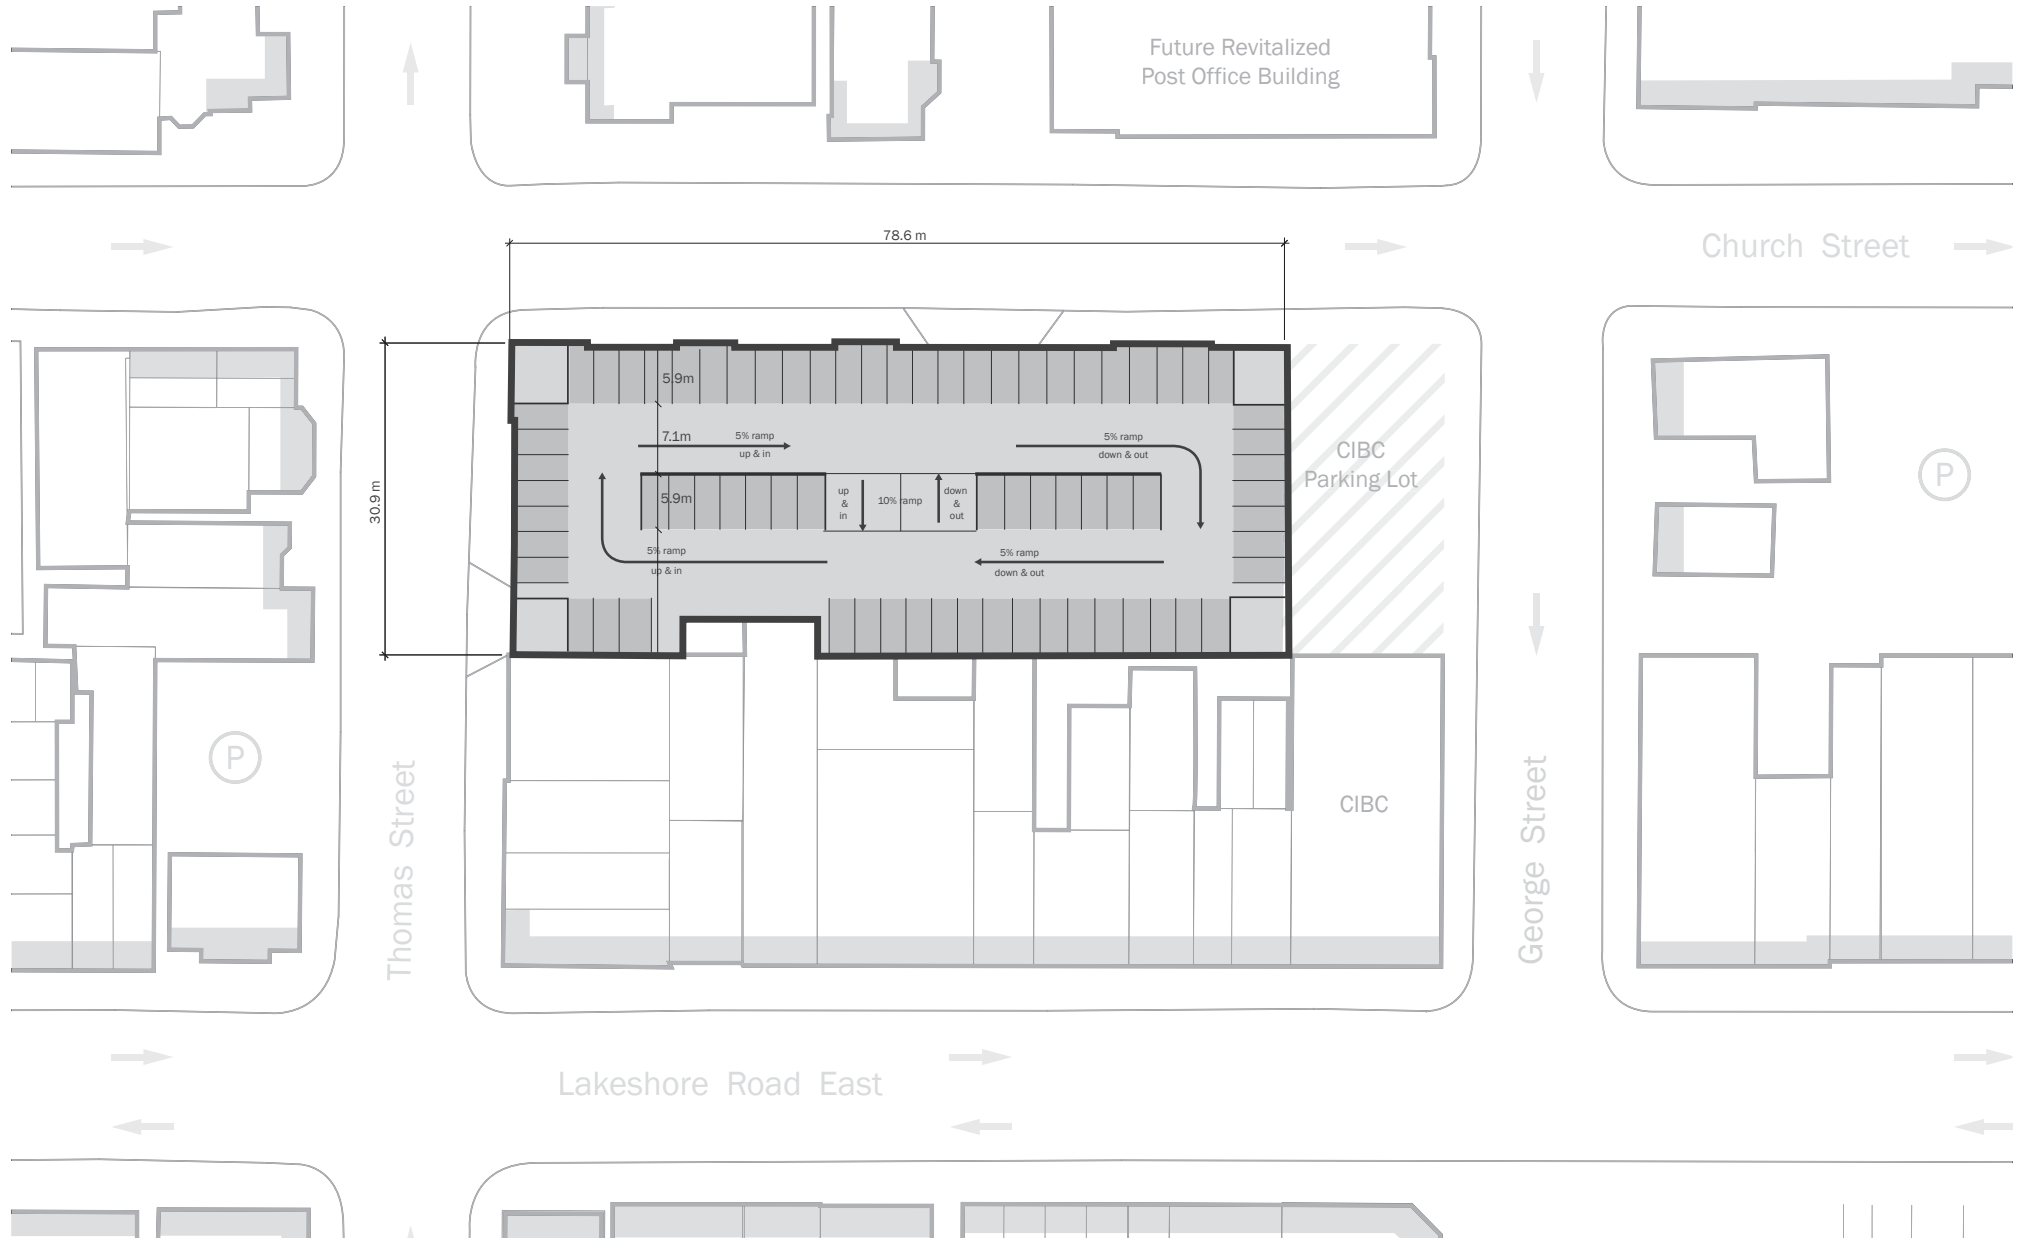 Future Revitalized
Post Office Building
78.6 m
Church Street
5.9m
7.1m
5% ramp
up & in
5% ramp
down & out
CIBC
Parking Lot
P
30.9 m
5.9m
up
&
in
10% ramp
down
&
out
5% ramp
up & in
5% ramp
down & out
P
Thomas Street
CIBC
George Street
Lakeshore Road East